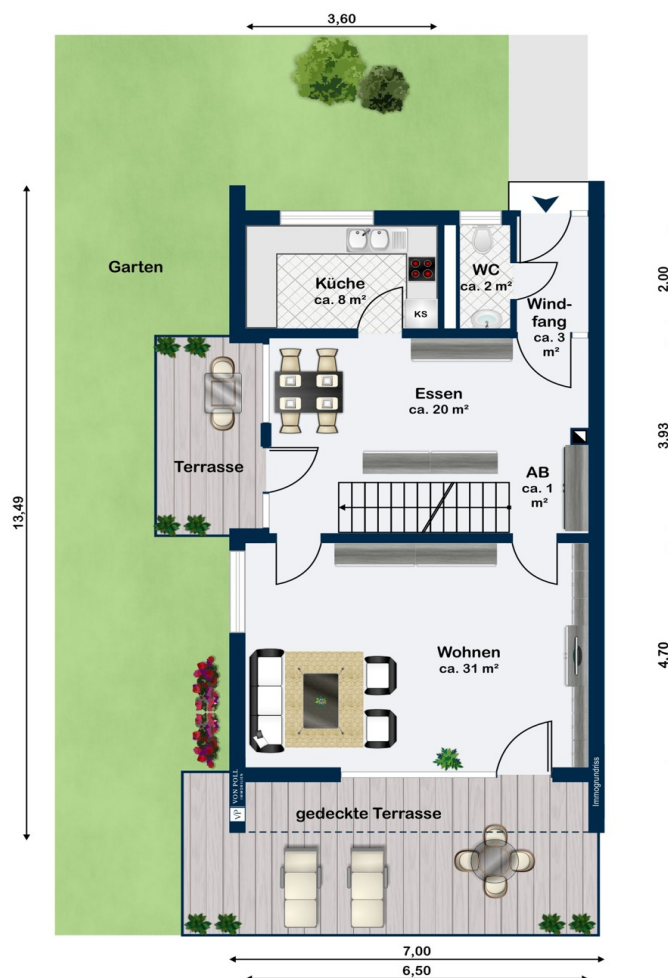 3,60
Garten
Küche
ca. 8 m²
KS
WC
ca. 2 m²
Wind-
fang
ca. 3
m²
2.00
Essen
ca. 20 m²
3.93
Terrasse
AB
ca. 1
m²
13,49
Wohnen
ca. 31 m²
4.70
VP VON POLL
IMMOBILIEN
Immogrundriss
gedeckte Terrasse
7,00
6,50